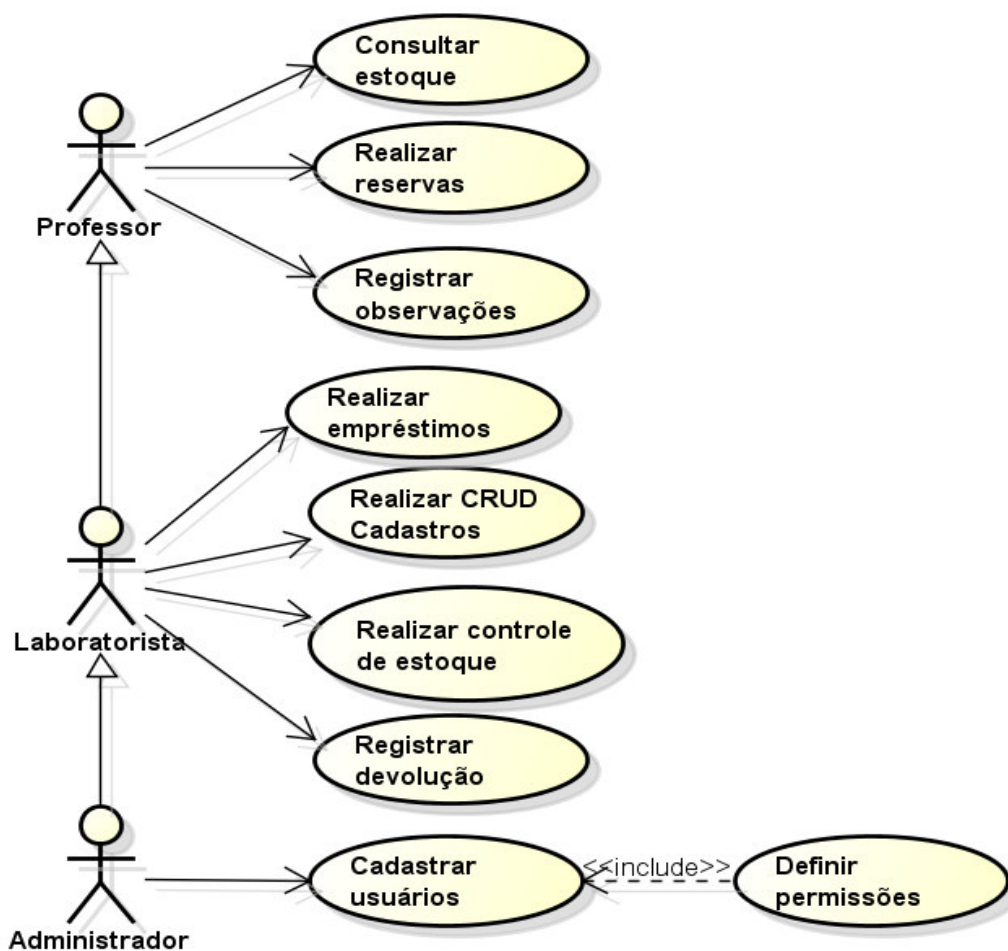 Consultar
estoque
Realizar
reservas
Professor
Registrar
observações
Realizar
empréstimos
Realizar CRUD
Cadastros
Laboratorista
Realizar controle
de estoque
Registrar
devolução
Cadastrar
usuários
<<include>>
Definir
permissões
Administrador